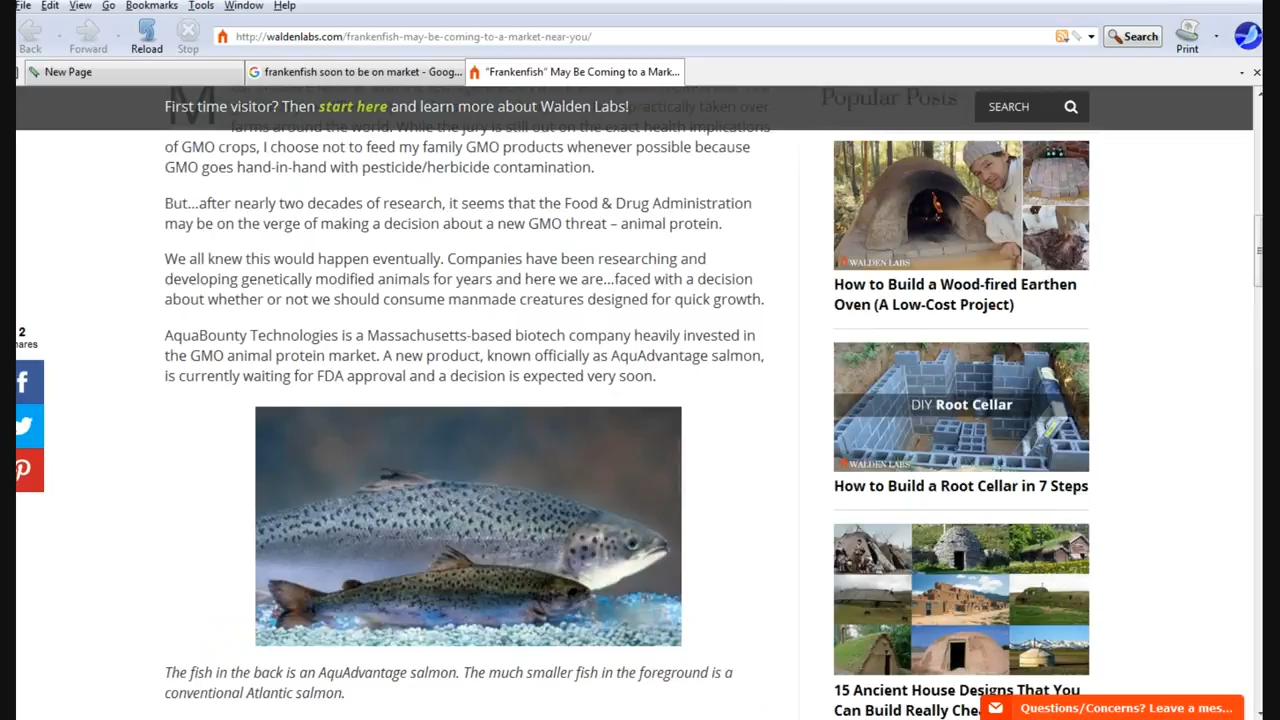 File Edit View Go Bookmarks Tools Window Help
Back Forward Reload Stop
http://waldenlabs.com/frankenfish-may-be-coming-to-a-market-near-you/
Search
Print
New Page
frankenfish soon to be on market - Goog...
"Frankenfish" May Be Coming to a Mark...
First time visitor? Then start here and learn more about Walden Labs!
practically taken over
farms around the world. While the jury is still out on the exact health implications
of GMO crops, I choose not to feed my family GMO products whenever possible because
GMO goes hand-in-hand with pesticide/herbicide contamination.
But...after nearly two decades of research, it seems that the Food & Drug Administration
may be on the verge of making a decision about a new GMO threat – animal protein.
We all knew this would happen eventually. Companies have been researching and
developing genetically modified animals for years and here we are...faced with a decision
about whether or not we should consume manmade creatures designed for quick growth.
AquaBounty Technologies is a Massachusetts-based biotech company heavily invested in
the GMO animal protein market. A new product, known officially as AquAdvantage salmon,
is currently waiting for FDA approval and a decision is expected very soon.
The fish in the back is an AquAdvantage salmon. The much smaller fish in the foreground is a
conventional Atlantic salmon.
2
hares
Popular Posts
SEARCH
WALDEN LABS
How to Build a Wood-fired Earthen
Oven (A Low-Cost Project)
DIY Root Cellar
WALDEN LABS
How to Build a Root Cellar in 7 Steps
15 Ancient House Designs That You
Can Build Really
Questions/Concerns? Leave a mes...